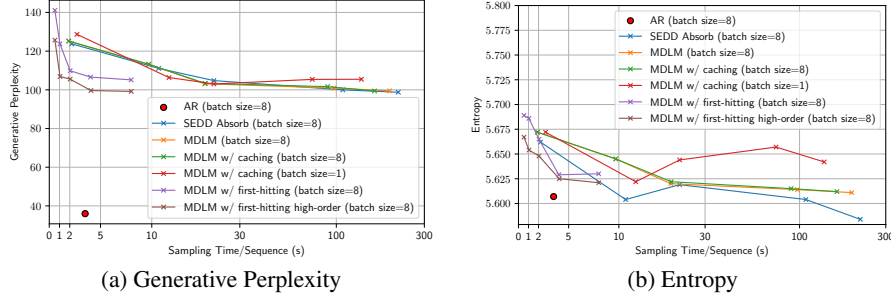 Generative Perplexity
140
120
100
80
60
40
0 1 2 5 10 100 300
Sampling Time/Sequence (s)
AR (batch size=8)
SEDD Absorb (batch size=8)
MDLM (batch size=8)
MDLM w/ caching (batch size=8)
MDLM w/ caching (batch size=1)
MDLM w/ first-hitting (batch size=8)
MDLM w/ first-hitting high-order (batch size=8)
(a) Generative Perplexity
Entropy
5.800
5.775
5.750
5.725
5.700
5.675
5.650
5.625
5.600
0 1 2 5 10 100 300
Sampling Time/Sequence (s)
AR (batch size=8)
SEDD Absorb (batch size=8)
MDLM (batch size=8)
MDLM w/ caching (batch size=8)
MDLM w/ caching (batch size=1)
MDLM w/ first-hitting (batch size=8)
MDLM w/ first-hitting high-order (batch size=8)
(b) Entropy